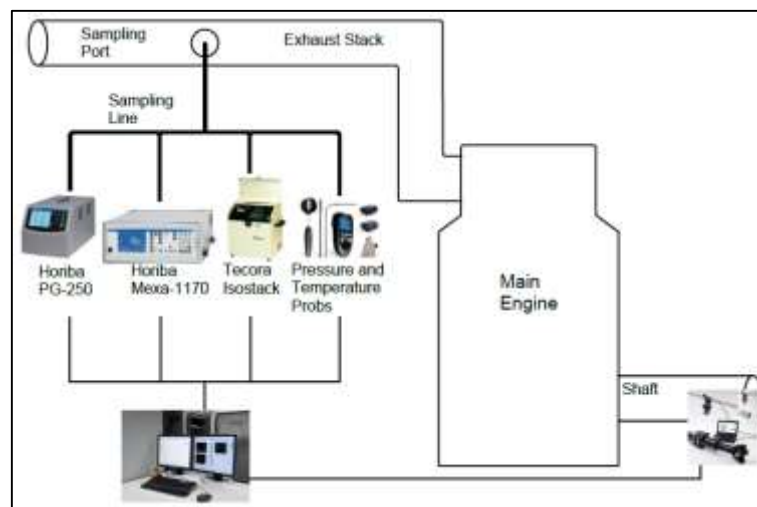 Sampling
Port
Exhaust Stack
Sampling
Line
Horiba
PG-250
Horiba
Mexa-1170
Tecora
Isostack
Pressure and
Temperature
Probs
Main
Engine
Shaft